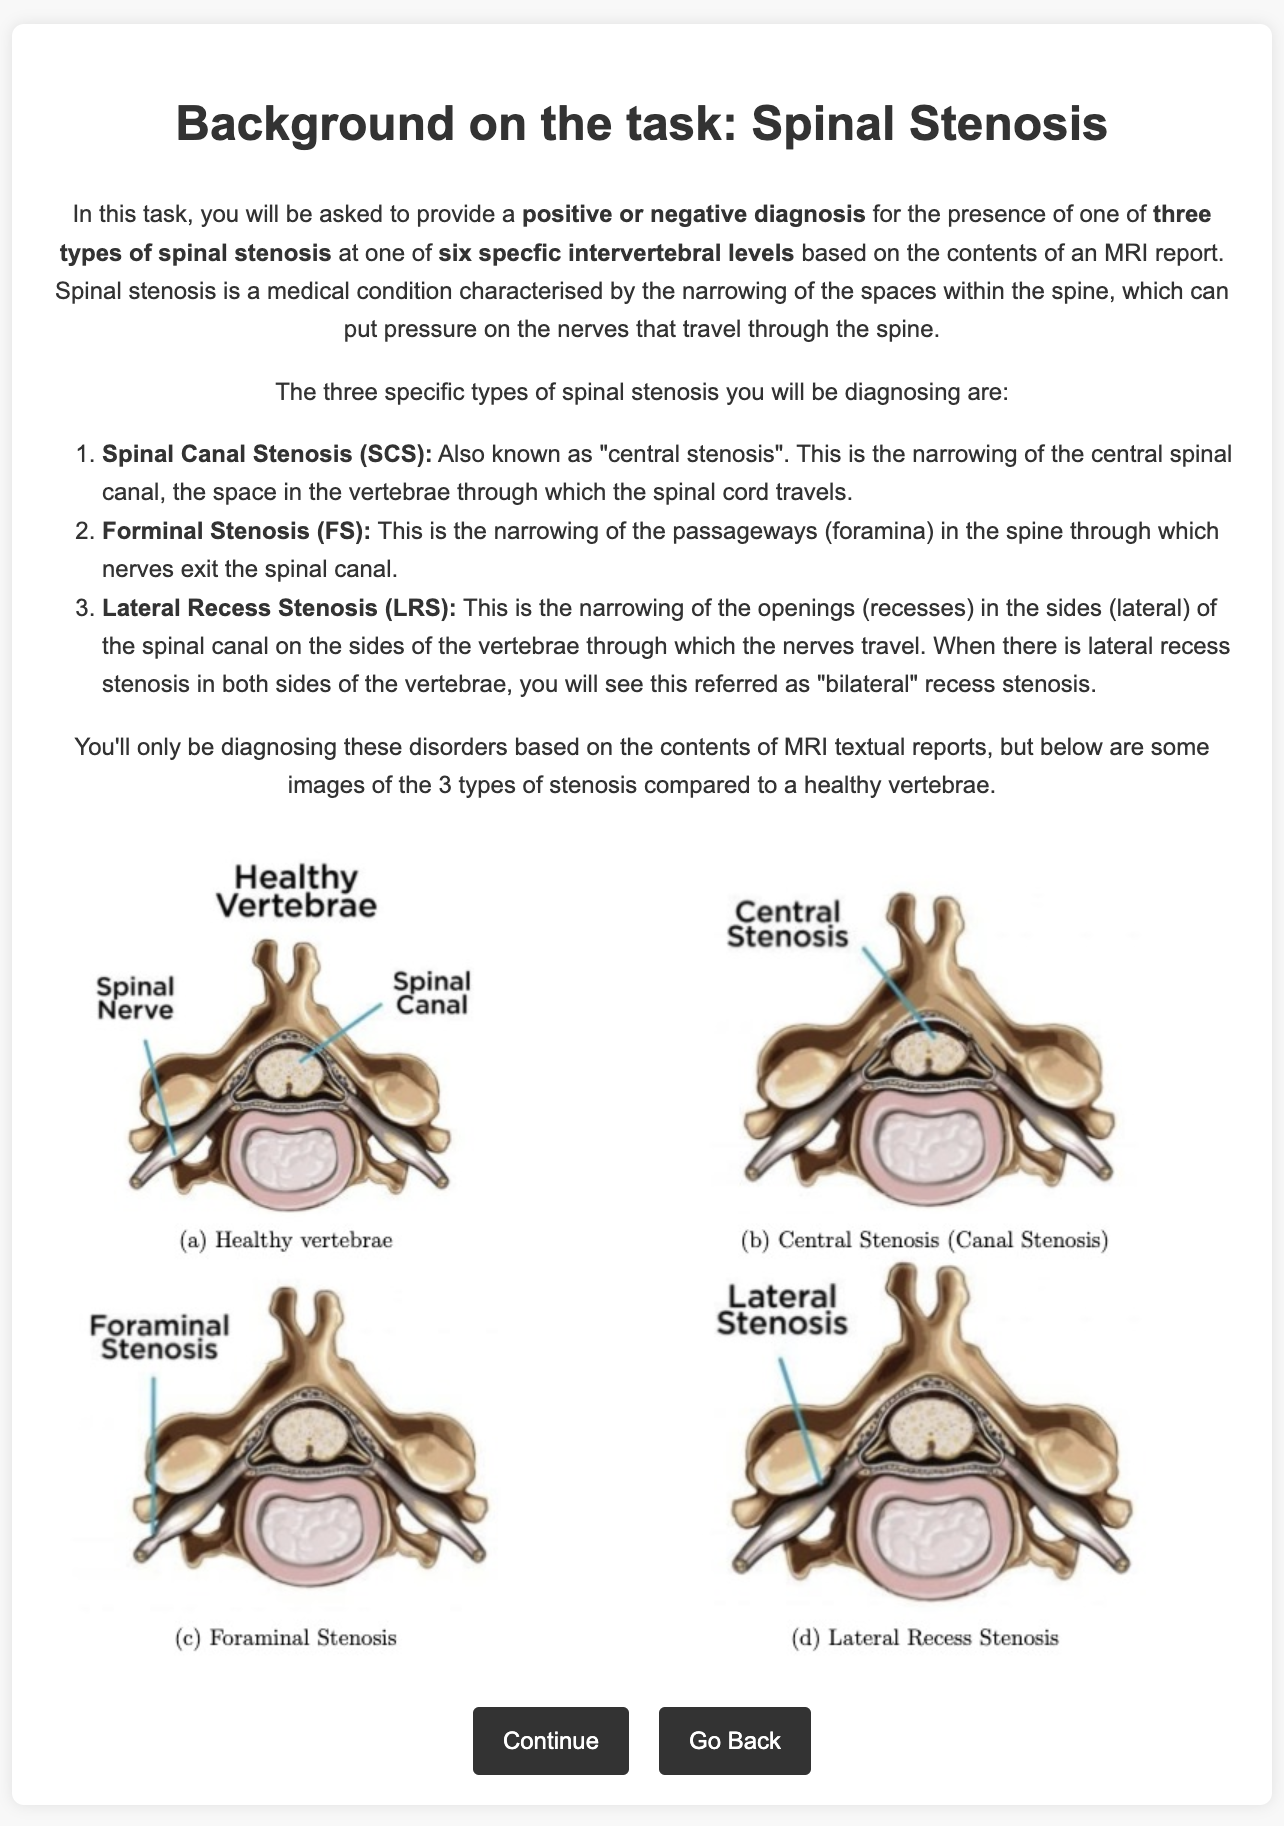 Background on the task: Spinal Stenosis
In this task, you will be asked to provide a positive or negative diagnosis for the presence of one of three
types of spinal stenosis at one of six specfic intervertebral levels based on the contents of an MRI report.
Spinal stenosis is a medical condition characterised by the narrowing of the spaces within the spine, which can
put pressure on the nerves that travel through the spine.
The three specific types of spinal stenosis you will be diagnosing are:
1. Spinal Canal Stenosis (SCS): Also known as "central stenosis". This is the narrowing of the central spinal
canal, the space in the vertebrae through which the spinal cord travels.
2. Forminal Stenosis (FS): This is the narrowing of the passageways (foramina) in the spine through which
nerves exit the spinal canal.
3. Lateral Recess Stenosis (LRS): This is the narrowing of the openings (recesses) in the sides (lateral) of
the spinal canal on the sides of the vertebrae through which the nerves travel. When there is lateral recess
stenosis in both sides of the vertebrae, you will see this referred as "bilateral" recess stenosis.
You'll only be diagnosing these disorders based on the contents of MRI textual reports, but below are some
images of the 3 types of stenosis compared to a healthy vertebrae.
Healthy
Vertebrae
Spinal
Nerve
Spinal
Canal
(a) Healthy vertebrae
Central
Stenosis
(b) Central Stenosis (Canal Stenosis)
Foraminal
Stenosis
(c) Foraminal Stenosis
Lateral
Stenosis
(d) Lateral Recess Stenosis
Continue
Go Back